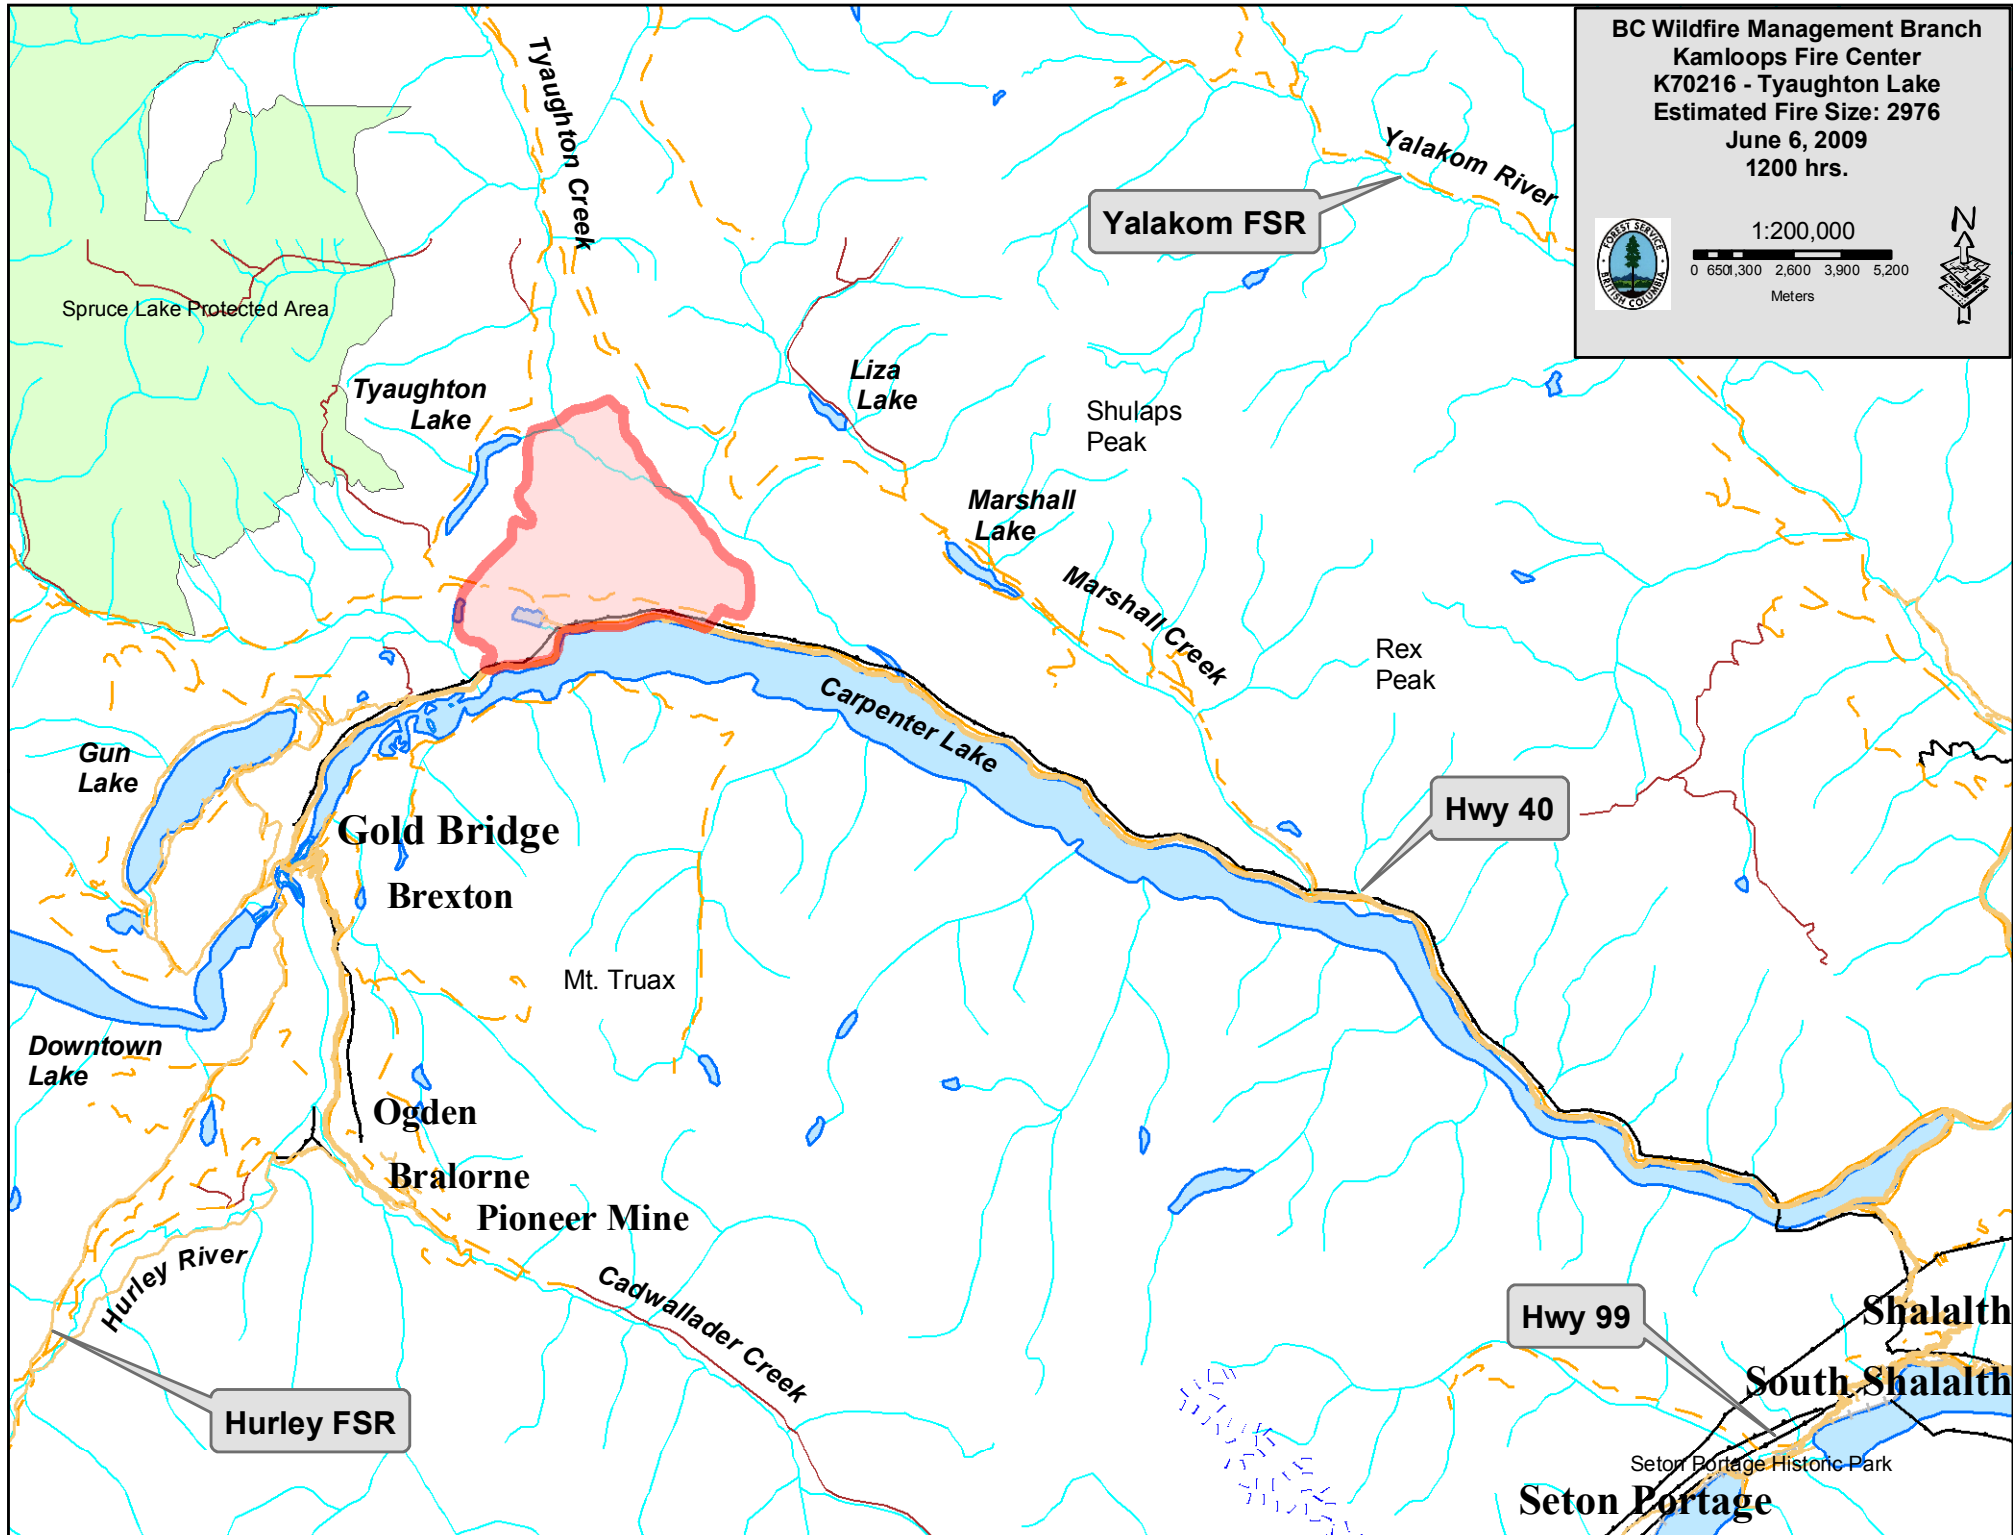 BC Wildfire Management Branch
Kamloops Fire Center
K70216 - Tyaughton Lake
Estimated Fire Size: 2976
June 6, 2009
1200 hrs.
FOREST SERVICE
BRITISH COLUMBIA
N
1:200,000
0 650 1,300 2,600 3,900 5,200
Meters
Tyaughton Creek
Yalakom River
Yalakom FSR
Spruce Lake Protected Area
Tyaughton
Lake
Liza
Lake
Shulaps
Peak
Marshall
Lake
Marshall Creek
Rex
Peak
Carpenter Lake
Gun
Lake
Hwy 40
Gold Bridge
Brexton
Mt. Truax
Downtown
Lake
Ogden
Bralorne
Pioneer Mine
Hurley River
Cadwallader Creek
Hurley FSR
Hwy 99
Shalalth
South Shalalth
Seton Portage Historic Park
Seton Portage